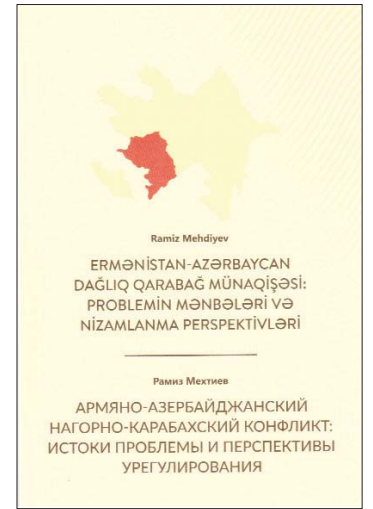 Ramiz Mehdiyev
ERMƏNİSTAN-AZƏRBAYCAN
DAĞLIQ QARABAĞ MÜNAQİŞƏSİ:
PROBLEMİN MƏNBƏLƏRİ VƏ
NİZAMLANMA PERSPEKTİVLƏRİ
Рамиз Мехтиев
АРМЯНО-АЗЕРБАЙДЖАНСКИЙ
НАГОРНО-КАРАБАХСКИЙ КОНФЛИКТ:
ИСТОКИ ПРОБЛЕМЫ И ПЕРСПЕКТИВЫ
УРЕГУЛИРОВАНИЯ